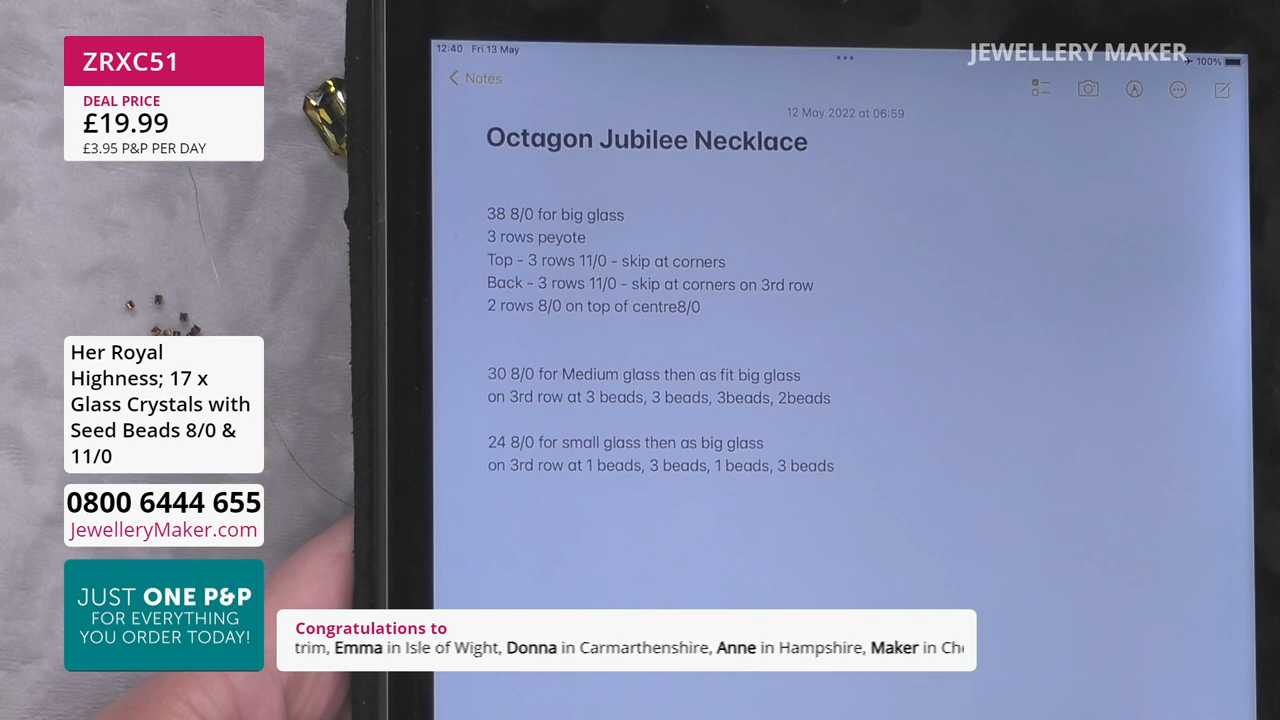 ZRXC51
DEAL PRICE
£19.99
£3.95 P&P PER DAY
Her Royal
Highness; 17 x
Glass Crystals with
Seed Beads 8/0 &
11/0
0800 6444 655
JewelleryMaker.com
JUST ONE P&P
FOR EVERYTHING
YOU ORDER TODAY!
JEWELLERY MAKER
12:40 Fri 13 May
100%
Notes
12 May 2022 at 06:59
Octagon Jubilee Necklace
38 8/0 for big glass
3 rows peyote
Top - 3 rows 11/0 - skip at corners
Back - 3 rows 11/0 - skip at corners on 3rd row
2 rows 8/0 on top of centre8/0
30 8/0 for Medium glass then as fit big glass
on 3rd row at 3 beads, 3 beads, 3beads, 2beads
24 8/0 for small glass then as big glass
on 3rd row at 1 beads, 3 beads, 1 beads, 3 beads
Congratulations to
trim, Emma in Isle of Wight, Donna in Carmarthenshire, Anne in Hampshire, Maker in